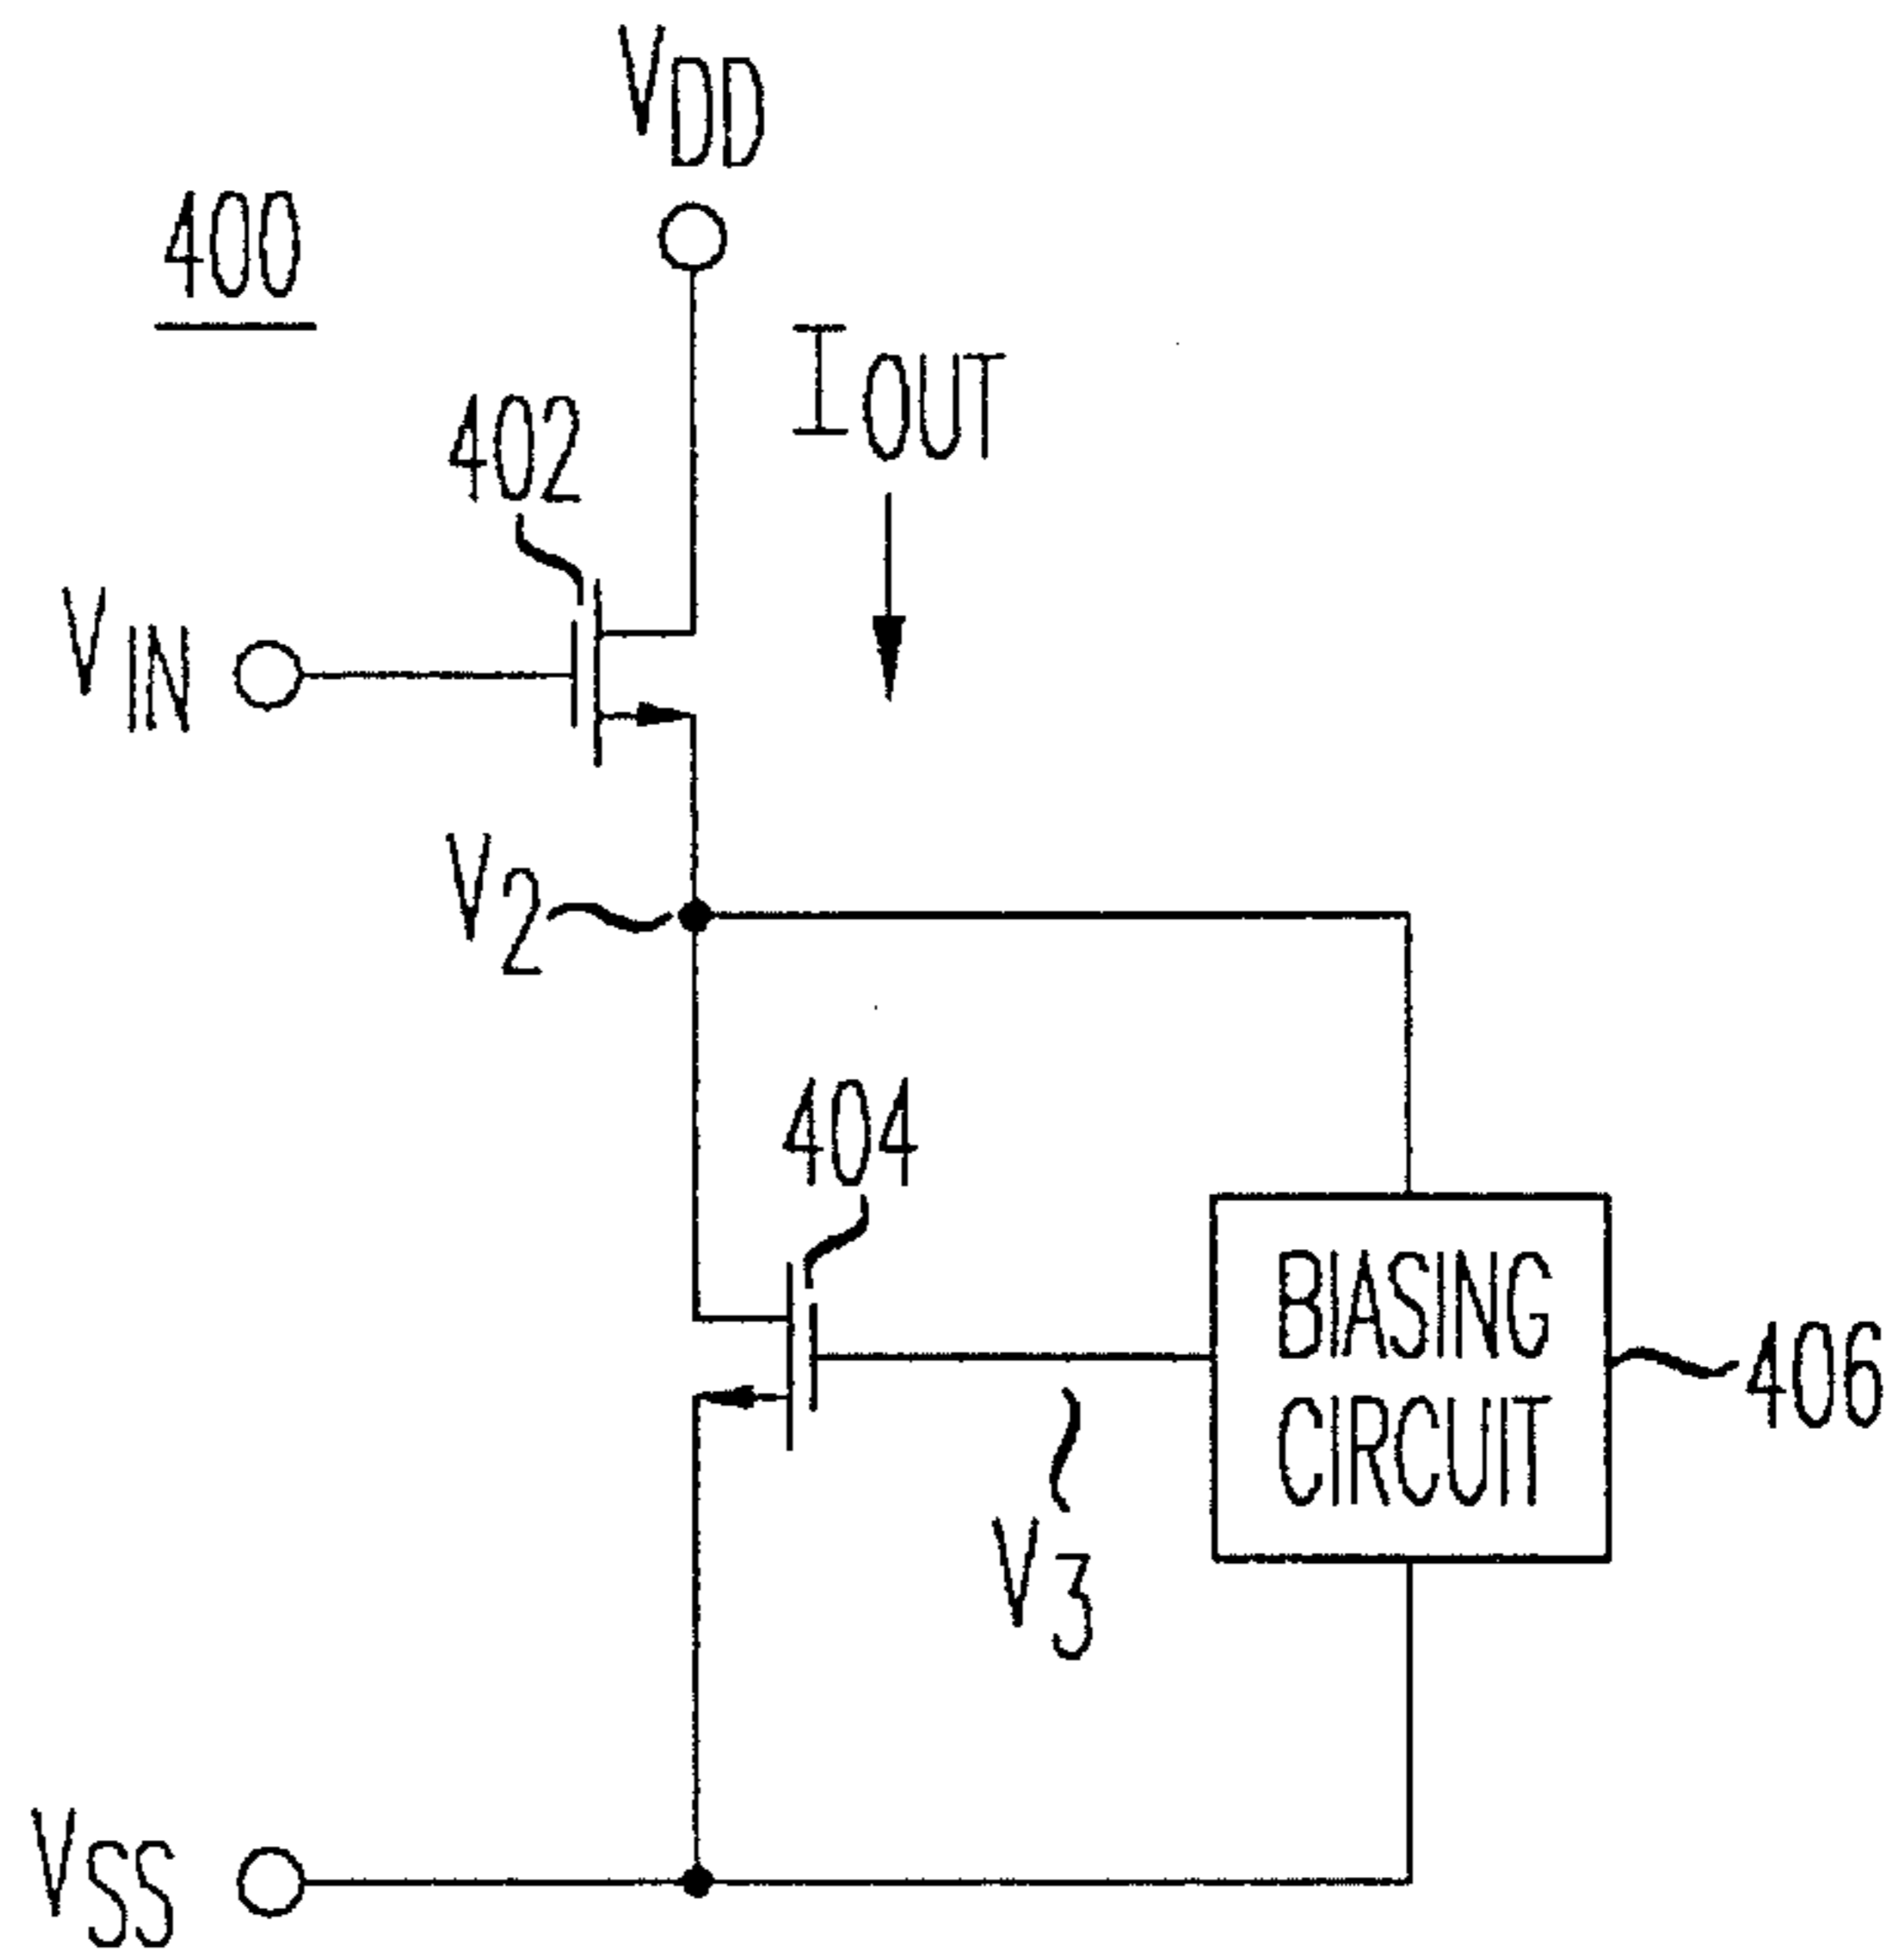 VDD
400
IOUT
402
VIN
V2
404
BIASING
CIRCUIT
406
V3
VSS